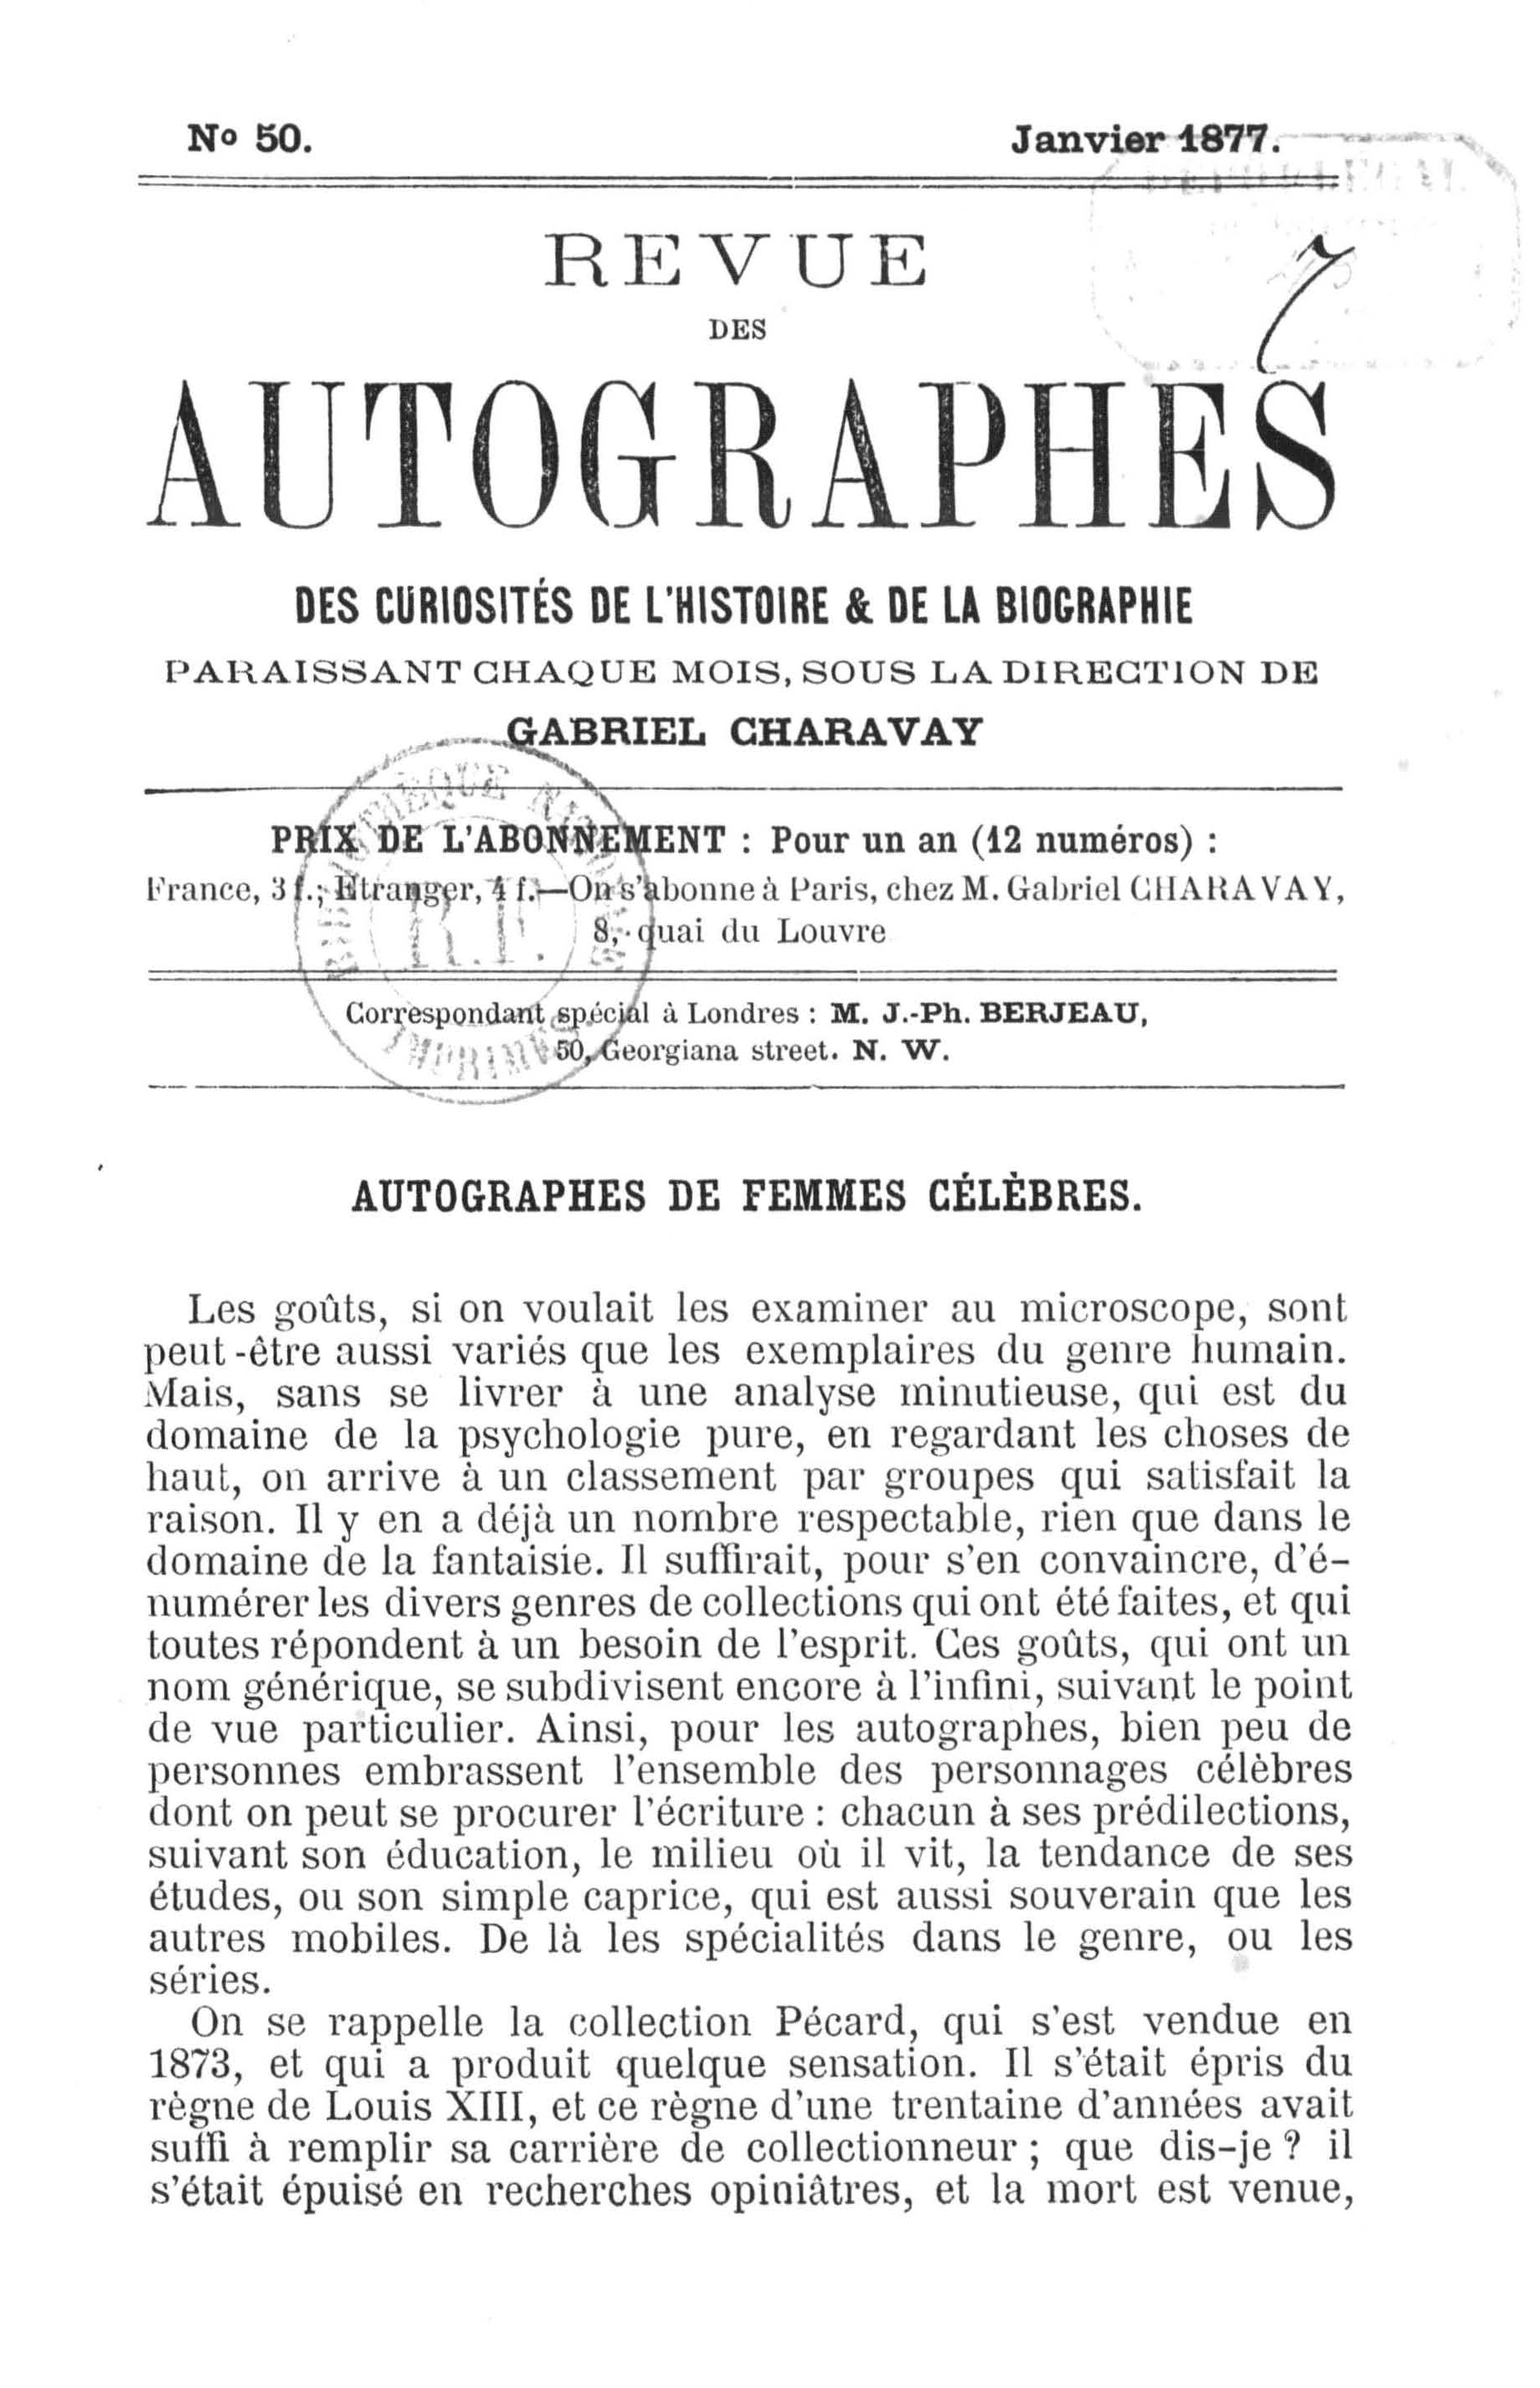 No 50.
Janvier 1877.
REVUE
DES
7
AUTOGRAPHES
DES CURIOSITÉS DE L'HISTOIRE & DE LA BIOGRAPHIE
PARAISSANT CHAQUE MOIS, SOUS LA DIRECTION DE
GABRIEL CHARAVAY
PRIX DE L'ABONNEMENT : Pour un an (12 numéros) :
France, 3 f.; Etranger, 4 f.—On s'abonne à Paris, chez M. Gabriel CHARAVAY,
8, quai du Louvre
BIBLIOTHÈQUE NATIONALE
R.F.
IMPRIMÉS
Correspondant spécial à Londres : M. J.-Ph. BERJEAU,
50, Georgiana street. N. W.
AUTOGRAPHES DE FEMMES CÉLÈBRES.
Les goûts, si on voulait les examiner au microscope, sont
peut-être aussi variés que les exemplaires du genre humain.
Mais, sans se livrer à une analyse minutieuse, qui est du
domaine de la psychologie pure, en regardant les choses de
haut, on arrive à un classement par groupes qui satisfait la
raison. Il y en a déjà un nombre respectable, rien que dans le
domaine de la fantaisie. Il suffirait, pour s'en convaincre, d'é-
numérer les divers genres de collections qui ont été faites, et qui
toutes répondent à un besoin de l'esprit. Ces goûts, qui ont un
nom générique, se subdivisent encore à l'infini, suivant le point
de vue particulier. Ainsi, pour les autographes, bien peu de
personnes embrassent l'ensemble des personnages célèbres
dont on peut se procurer l'écriture : chacun à ses prédilections,
suivant son éducation, le milieu où il vit, la tendance de ses
études, ou son simple caprice, qui est aussi souverain que les
autres mobiles. De là les spécialités dans le genre, ou les
séries.
On se rappelle la collection Pécard, qui s'est vendue en
1873, et qui a produit quelque sensation. Il s'était épris du
règne de Louis XIII, et ce règne d'une trentaine d'années avait
suffi à remplir sa carrière de collectionneur ; que dis-je ? il
s'était épuisé en recherches opiniâtres, et la mort est venue,